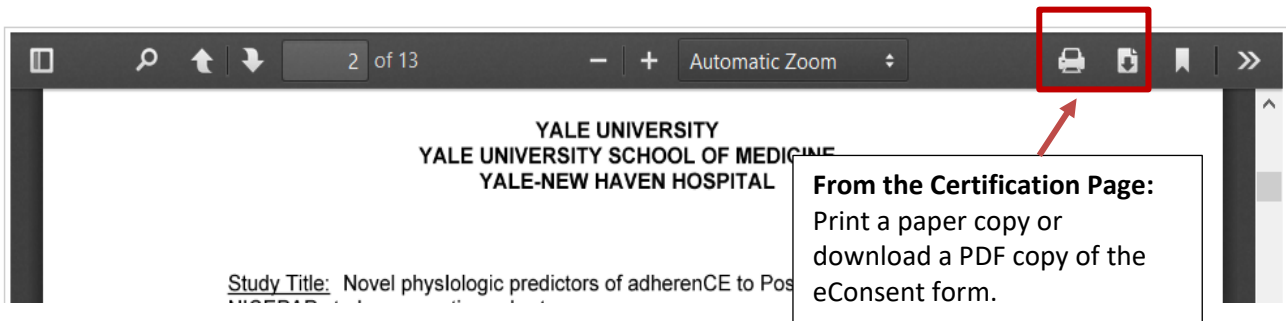 2 of 13 Automatic Zoom
YALE UNIVERSITY
YALE UNIVERSITY SCHOOL OF MEDICINE
YALE-NEW HAVEN HOSPITAL
Study Title: Novel physIologic predictors of adherenCE to Pos
From the Certification Page:
Print a paper copy or
download a PDF copy of the
eConsent form.